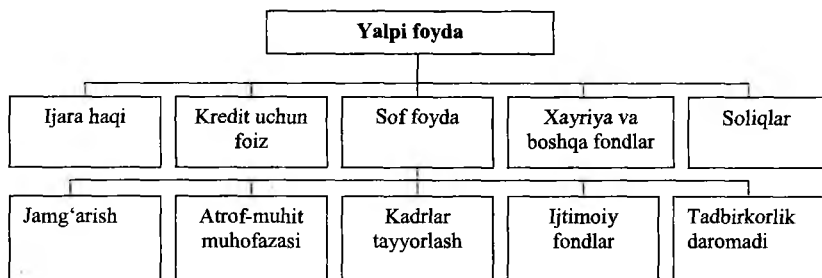 Yalpi foyda
Ijara haqi
Kredit uchun
foiz
Sof foyda
Xayriya va
boshqa fondlar
Soliqlar
Jamg‘arish
Atrof-muhit
muhofazasi
Kadrlar
tayyorlash
Ijtimoiy
fondlar
Tadbirkorlik
daromadi